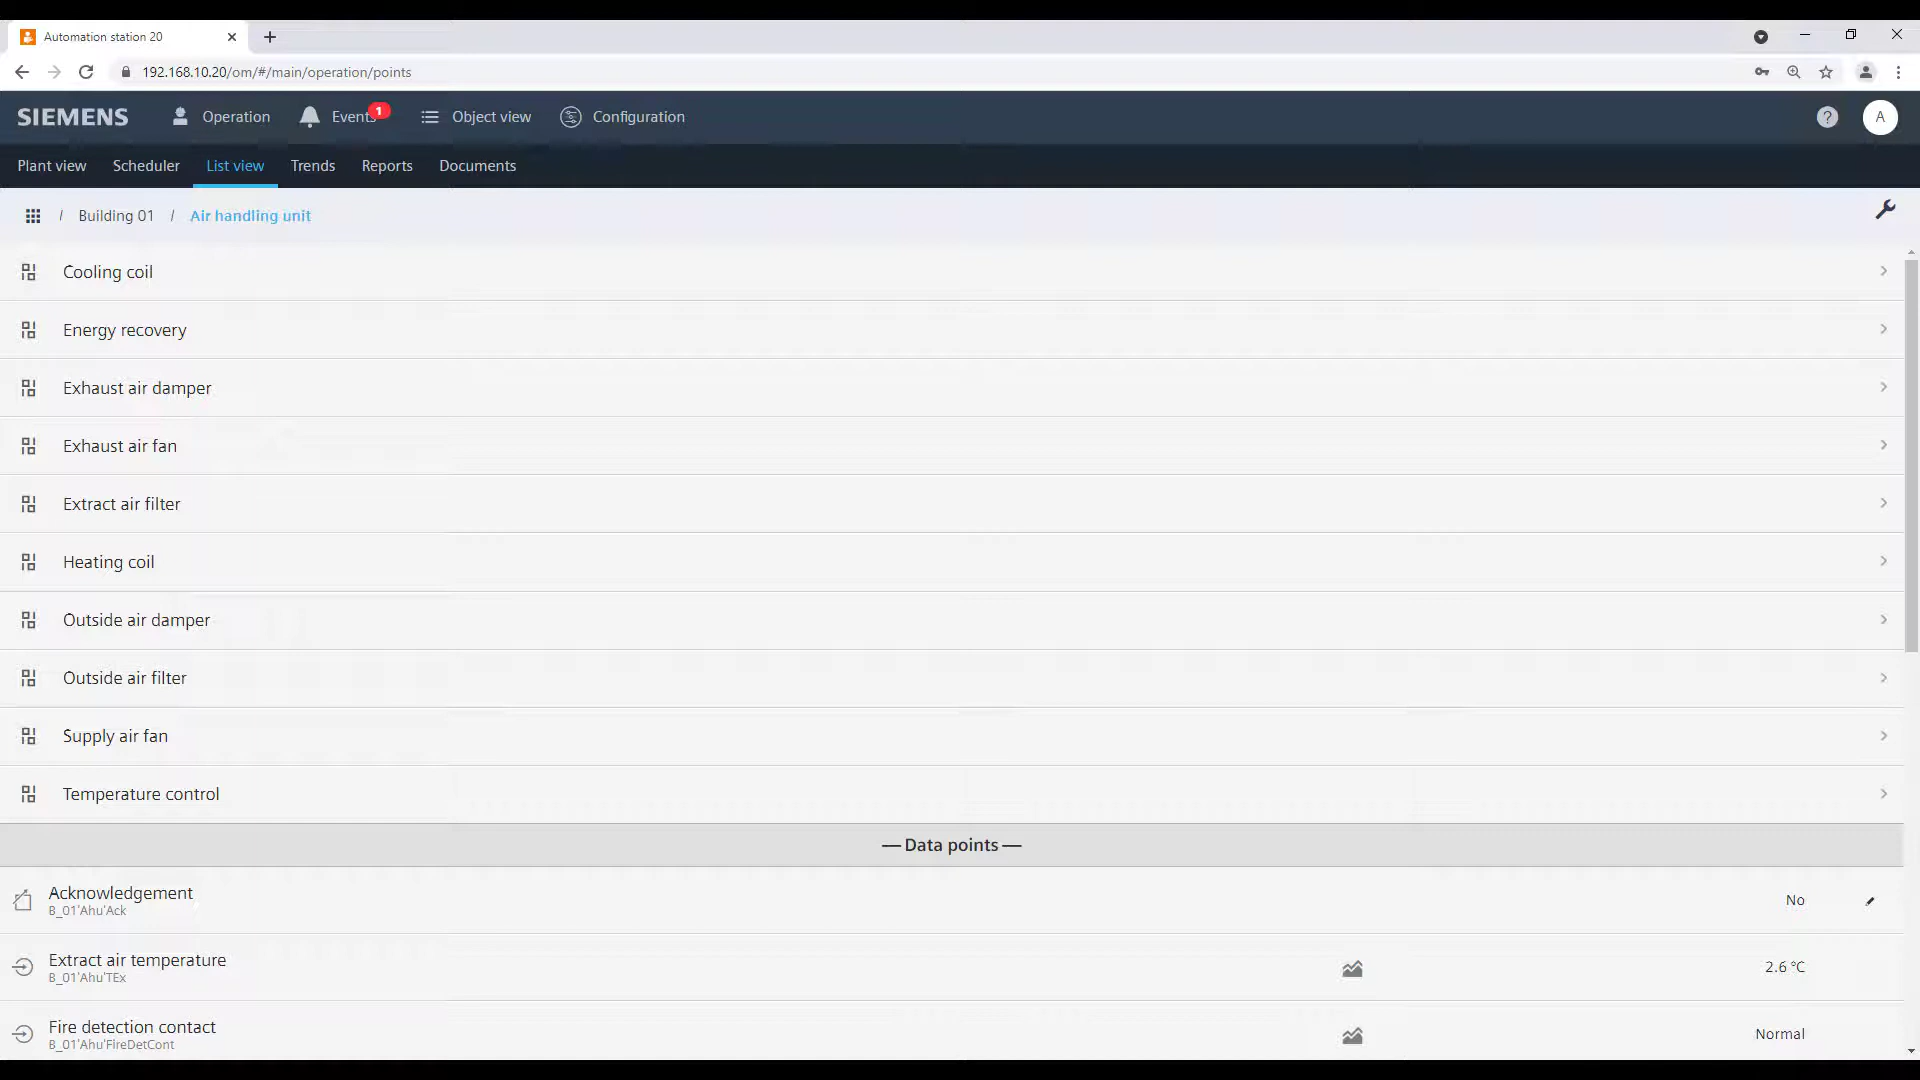 Automation station 20
192.168.10.20/om/#/main/operation/points
SIEMENS Operation Events 1 Object view Configuration ? A
Plant view Scheduler List view Trends Reports Documents
/ Building 01 / Air handling unit
Cooling coil
Energy recovery
Exhaust air damper
Exhaust air fan
Extract air filter
Heating coil
Outside air damper
Outside air filter
Supply air fan
Temperature control
— Data points —
Acknowledgement
B_01'Ahu'Ack
No
Extract air temperature
B_01'Ahu'TEx
2.6 °C
Fire detection contact
B_01'Ahu'FireDetCont
Normal